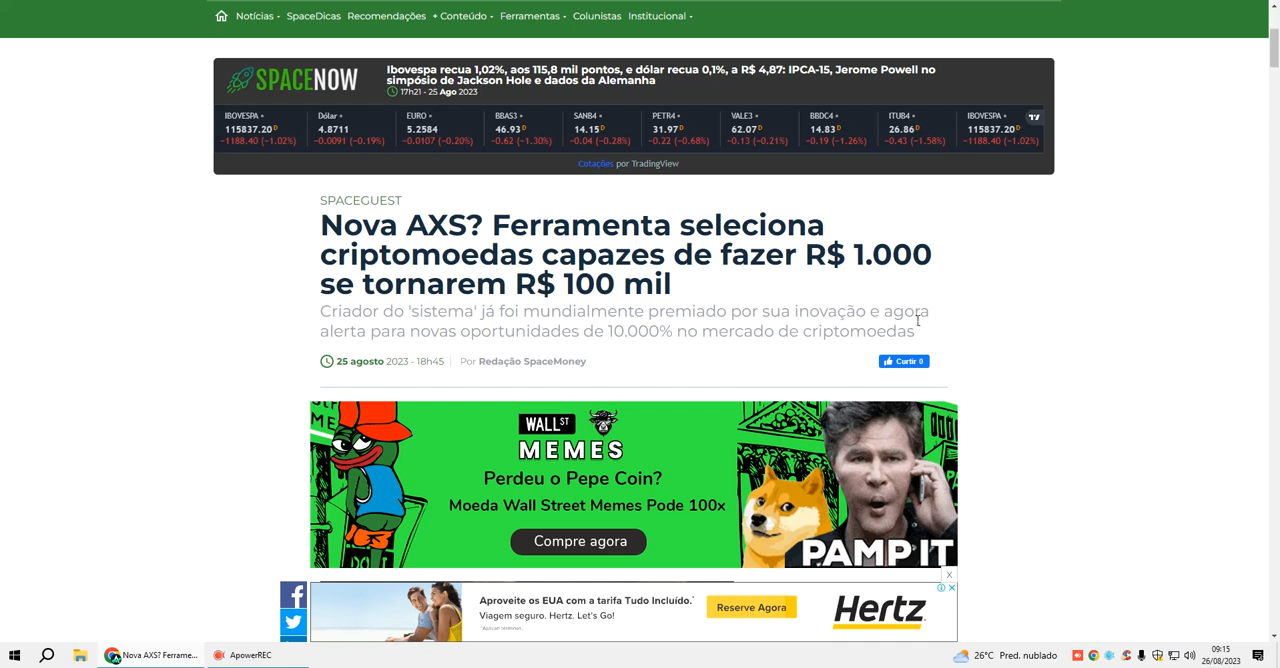 Notícias SpaceDicas Recomendações + Conteúdo Ferramentas Colunistas Institucional
SPACENOW
Ibovespa recua 1,02%, aos 115,8 mil pontos, e dólar recua 0,1%, a R$ 4,87: IPCA-15, Jerome Powell no
simpósio de Jackson Hole e dados da Alemanha
17h21 - 25 Ago 2023
IBOVESPA Dólar EURO BBAS3 SANB4 PETR4 VALE3 BBDC4 ITUB4 IBOVESPA
115837.20 D 4.8711 5.2584 46.93 D 14.15 D 31.97 D 62.07 D 14.83 D 26.86 D 115837.20 D
−1188.40 (−1.02%) −0.0091 (−0.19%) −0.0107 (−0.20%) −0.62 (−1.30%) −0.04 (−0.28%) −0.22 (−0.68%) −0.13 (−0.21%) −0.19 (−1.26%) −0.43 (−1.58%) −1188.40 (−1.02%)
Cotações por TradingView
SPACEGUEST
Nova AXS? Ferramenta seleciona
criptomoedas capazes de fazer R$ 1.000
se tornarem R$ 100 mil
Criador do 'sistema' já foi mundialmente premiado por sua inovação e agora
alerta para novas oportunidades de 10.000% no mercado de criptomoedas
25 agosto 2023 - 18h45 Por Redação SpaceMoney
Curtir 0
ME
WALL ST
MEMES
Perdeu o Pepe Coin?
Moeda Wall Street Memes Pode 100x
Compre agora
PAMP IT
X
Aproveite os EUA com a tarifa Tudo Incluído.*
Viagem seguro. Hertz. Let's Go!
Reserve Agora
Hertz.
Nova AXS? Ferrame...
ApowerREC
26°C Pred. nublado
09:15
26/08/2023